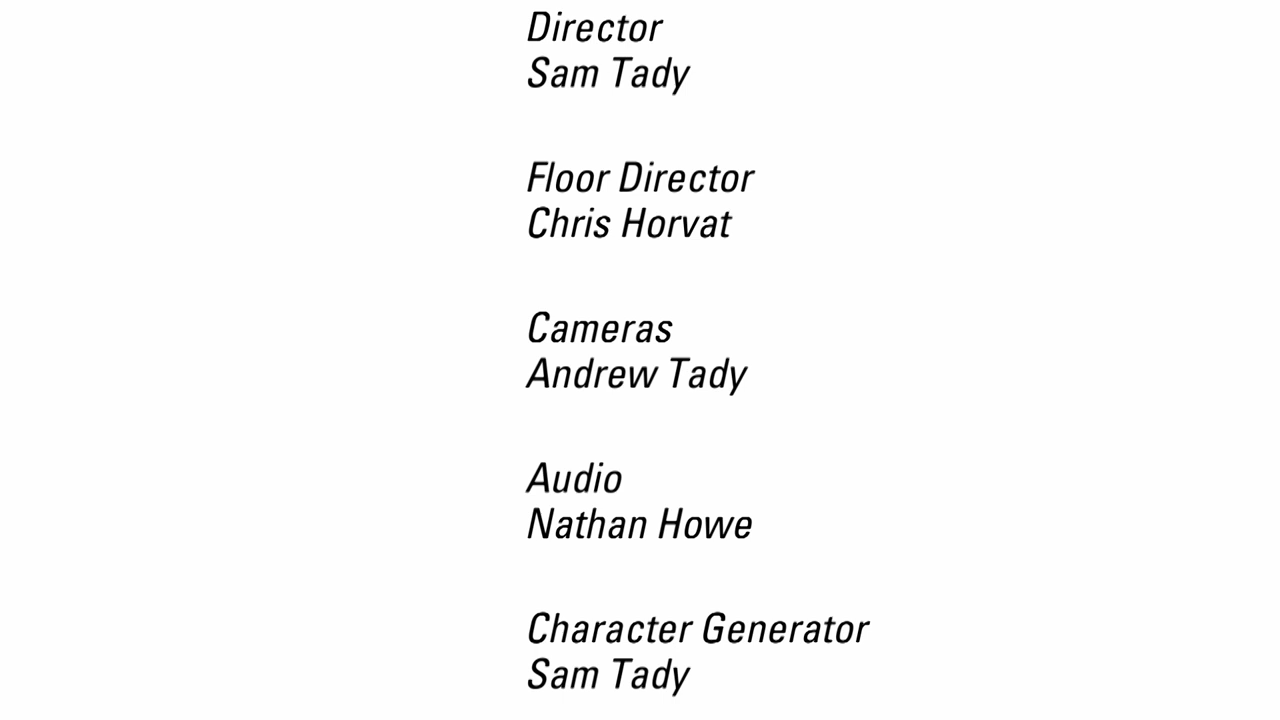 Director
Sam Tady
Floor Director
Chris Horvat
Cameras
Andrew Tady
Audio
Nathan Howe
Character Generator
Sam Tady